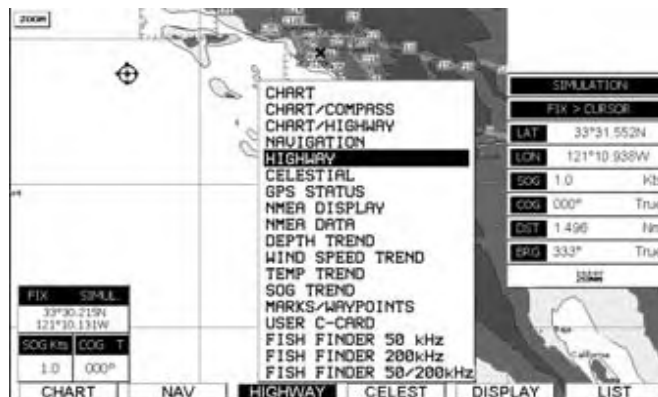 ZOOM
CHART
CHART/COMPASS
CHART/HIGHWAY
NAVIGATION
HIGHWAY
CELESTIAL
GPS STATUS
NMEA DISPLAY
NMEA DATA
DEPTH TREND
WIND SPEED TREND
TEMP TREND
SOG TREND
MARKS/WAYPOINTS
USER C-CARD
FISH FINDER 50 kHz
FISH FINDER 200kHz
FISH FINDER 50/200kHz
SIMULATION
FIX > CURSOR
LAT 33°31.552N
LON 121°10.938W
SOG 1.0 Kts
COG 000° True
DST 1.496 Nm
BRG 333° True
Baja
California
FIX SIMUL.
33°30.215N
121°10.131W
SOG Kts COG T
1.0 000°
CHART NAV HIGHWAY CELEST DISPLAY LIST